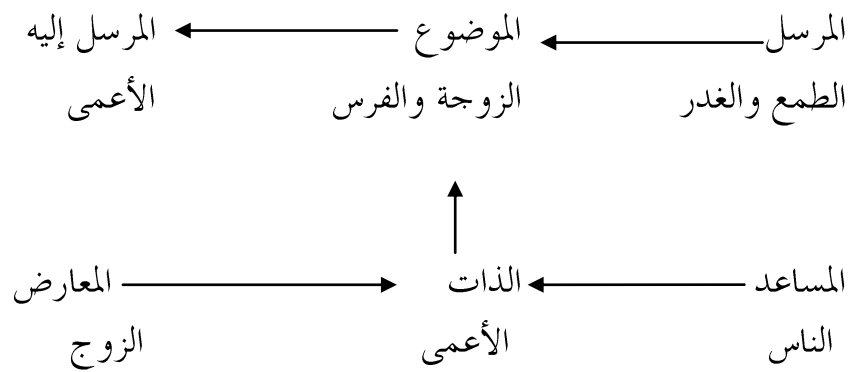 المرسل الموضوع المرسل إليه
الطمع والغدر الزوجة والفرس الأعمى
المساعد الذات المعارض
الناس الأعمى الزوج